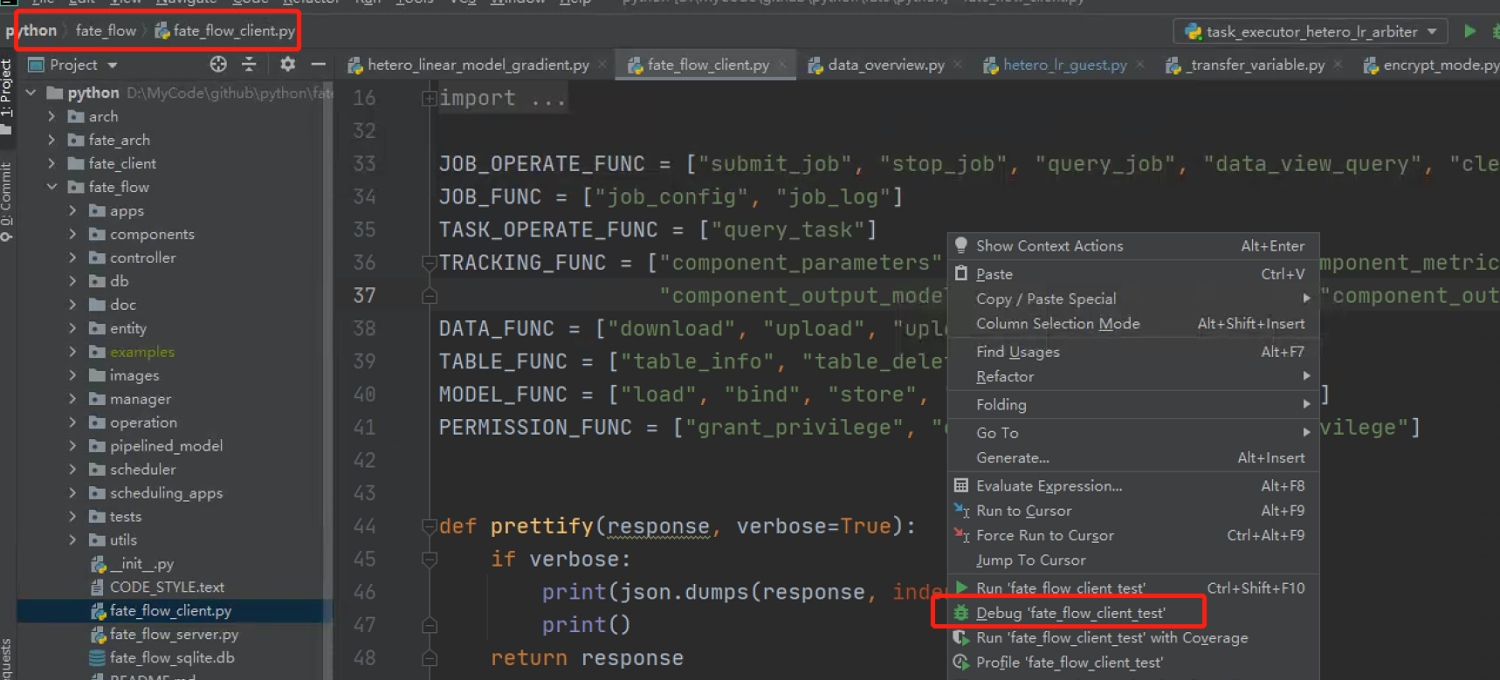 python fate_flow fate_flow_client.py
task_executor_hetero_lr_arbiter
Project
hetero_linear_model_gradient.py
fate_flow_client.py
data_overview.py
hetero_lr_guest.py
_transfer_variable.py
encrypt_mode.py
1: Project
0: Commit
python D:\MyCode\github\python\fate
arch
fate_arch
fate_client
fate_flow
apps
components
controller
db
doc
entity
examples
images
manager
operation
pipelined_model
scheduler
scheduling_apps
tests
utils
__init__.py
CODE_STYLE.text
fate_flow_client.py
fate_flow_server.py
fate_flow_sqlite.db
README.md
16 import ...
32
33 JOB_OPERATE_FUNC = ["submit_job", "stop_job", "query_job", "data_view_query", "cle
34 JOB_FUNC = ["job_config", "job_log"]
35 TASK_OPERATE_FUNC = ["query_task"]
36 TRACKING_FUNC = ["component_parameters" mponent_metric
37 "component_output_model "component_out
38 DATA_FUNC = ["download", "upload", "uplo
39 TABLE_FUNC = ["table_info", "table_delet
40 MODEL_FUNC = ["load", "bind", "store", ]
41 PERMISSION_FUNC = ["grant_privilege", " vilege"]
42
43
44 def prettify(response, verbose=True):
45 if verbose:
46 print(json.dumps(response, inde
47 print()
48 return response
Show Context Actions Alt+Enter
Paste Ctrl+V
Copy / Paste Special
Column Selection Mode Alt+Shift+Insert
Find Usages Alt+F7
Refactor
Folding
Go To
Generate... Alt+Insert
Evaluate Expression... Alt+F8
Run to Cursor Alt+F9
Force Run to Cursor Ctrl+Alt+F9
Jump To Cursor
Run 'fate_flow_client_test' Ctrl+Shift+F10
Debug 'fate_flow_client_test'
Run 'fate_flow_client_test' with Coverage
Profile 'fate_flow_client_test'